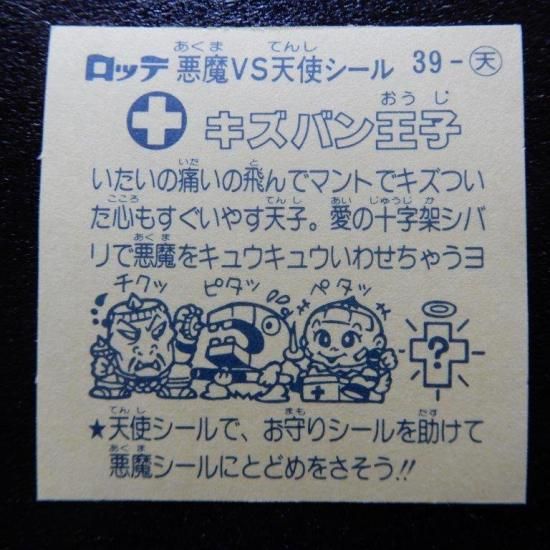 ロッテ 悪魔VS天使シール 39-天
キズバン王子
いたいの痛いの飛んでマントでキズつい
た心もすぐいやす天子。愛の十字架シバ
リで悪魔をキュウキュウいわせちゃうヨ
チクッ ピタッ ペタッ
?
★天使シールで、お守りシールを助けて
悪魔シールにとどめをさそう!!